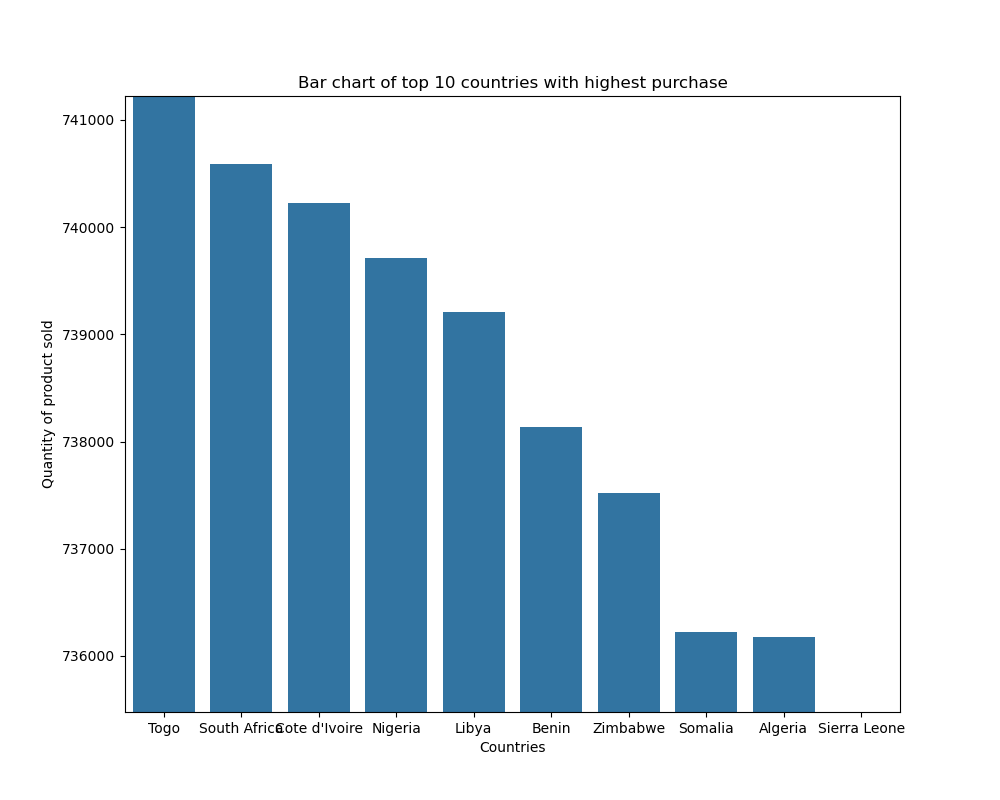 Bar chart of top 10 countries with highest purchase
741000
740000
739000
738000
737000
736000
Quantity of product sold
Togo South Africa Cote d'Ivoire Nigeria Libya Benin Zimbabwe Somalia Algeria Sierra Leone
Countries